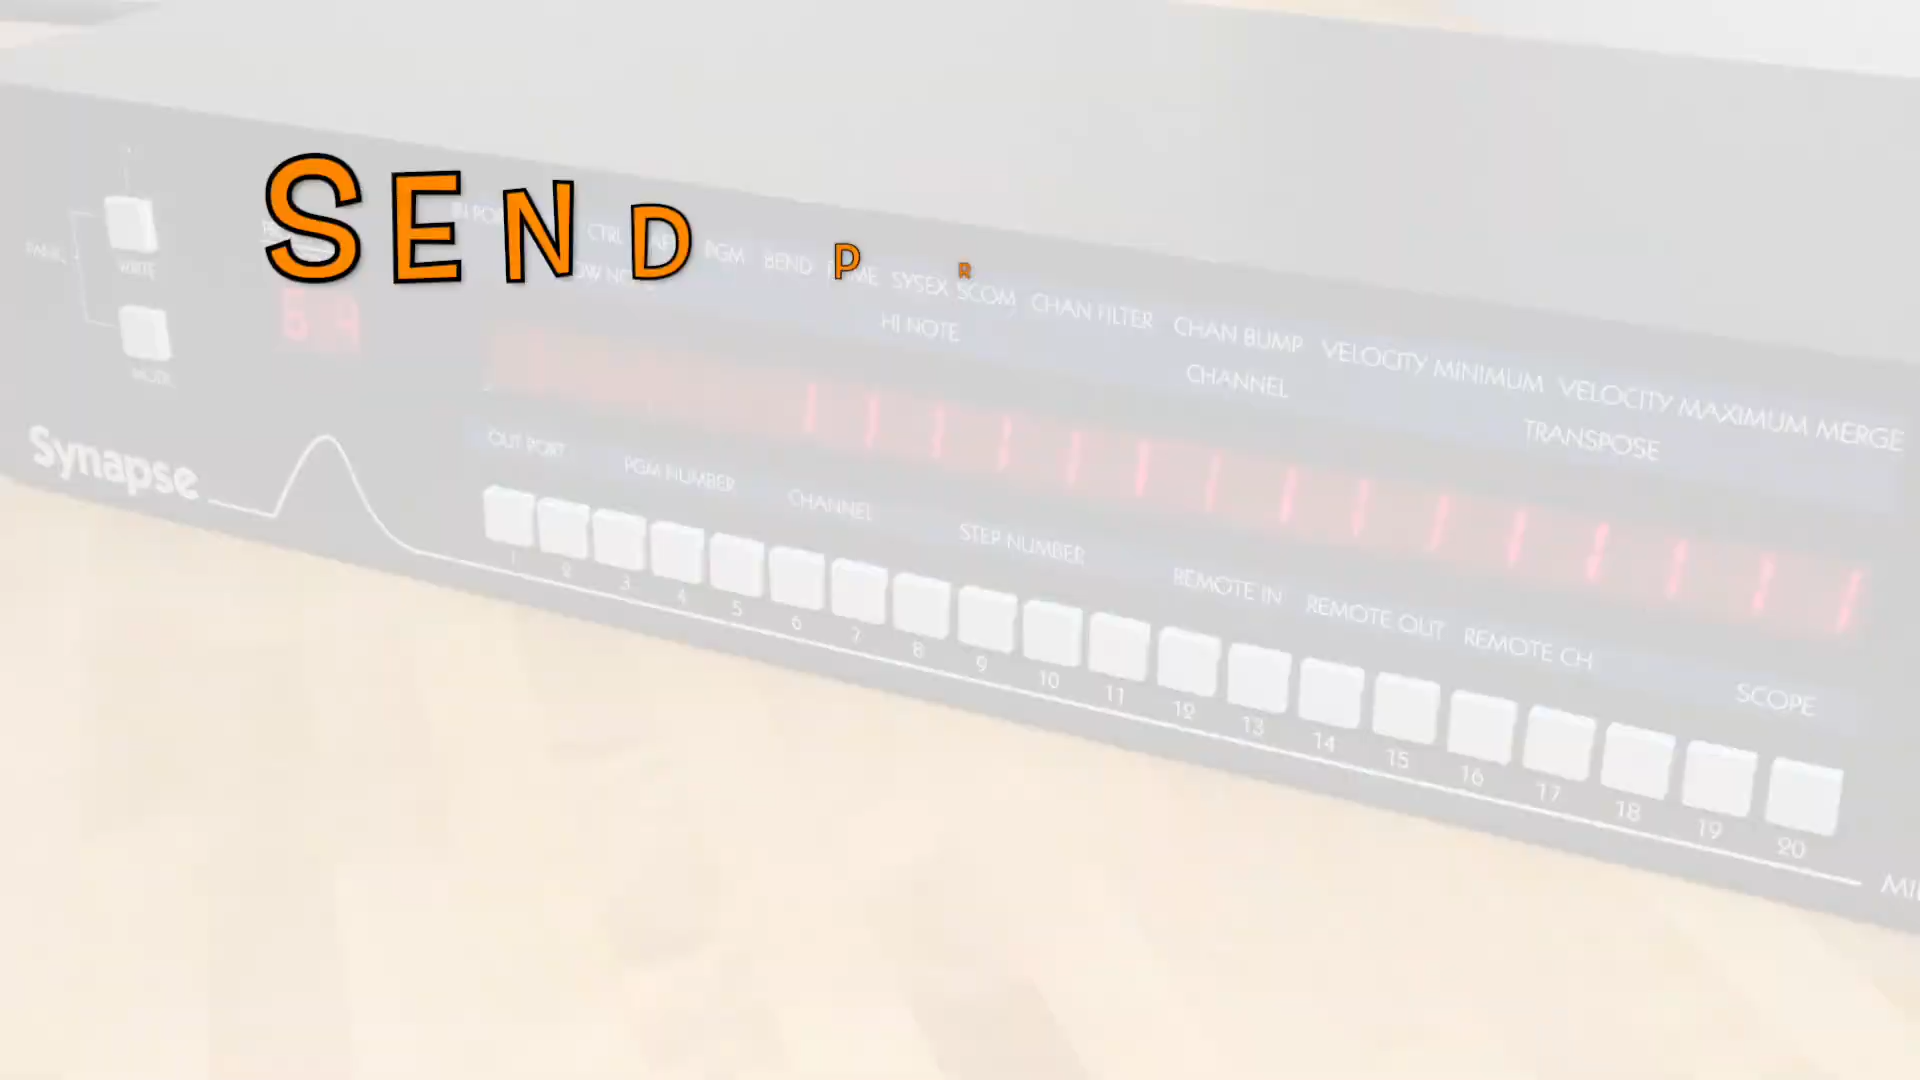 SEND PR
BEND
SYSEX SCOM CHAN FILTER CHAN BUMP VELOCITY MINIMUM VELOCITY MAXIMUM MERGE
CTRL
PGM
HI NOTE
CHANNEL
TRANSPOSE
WRITE
Synapse
OUT PORT
PGM NUMBER
CHANNEL
STEP NUMBER
REMOTE IN
REMOTE OUT
REMOTE CH
SCOPE
1 2 3 4 5 6 7 8 9 10 11 12 13 14 15 16 17 18 19 20